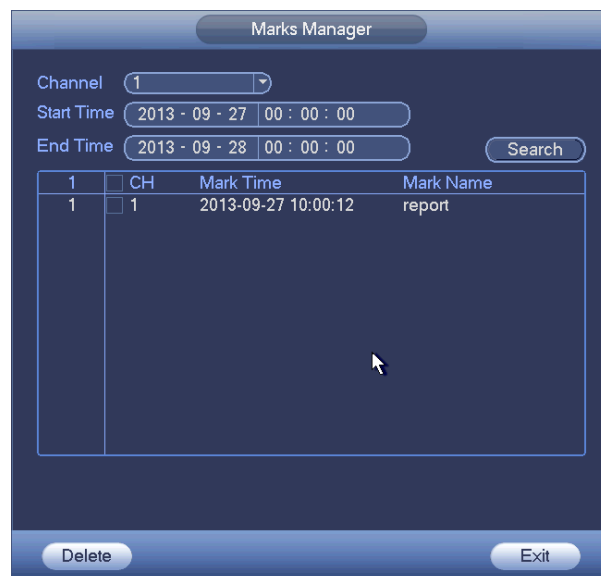 Marks Manager
Channel 1
Start Time 2013 - 09 - 27 00 : 00 : 00
End Time 2013 - 09 - 28 00 : 00 : 00
Search
1 CH Mark Time Mark Name
1 1 2013-09-27 10:00:12 report
Delete Exit